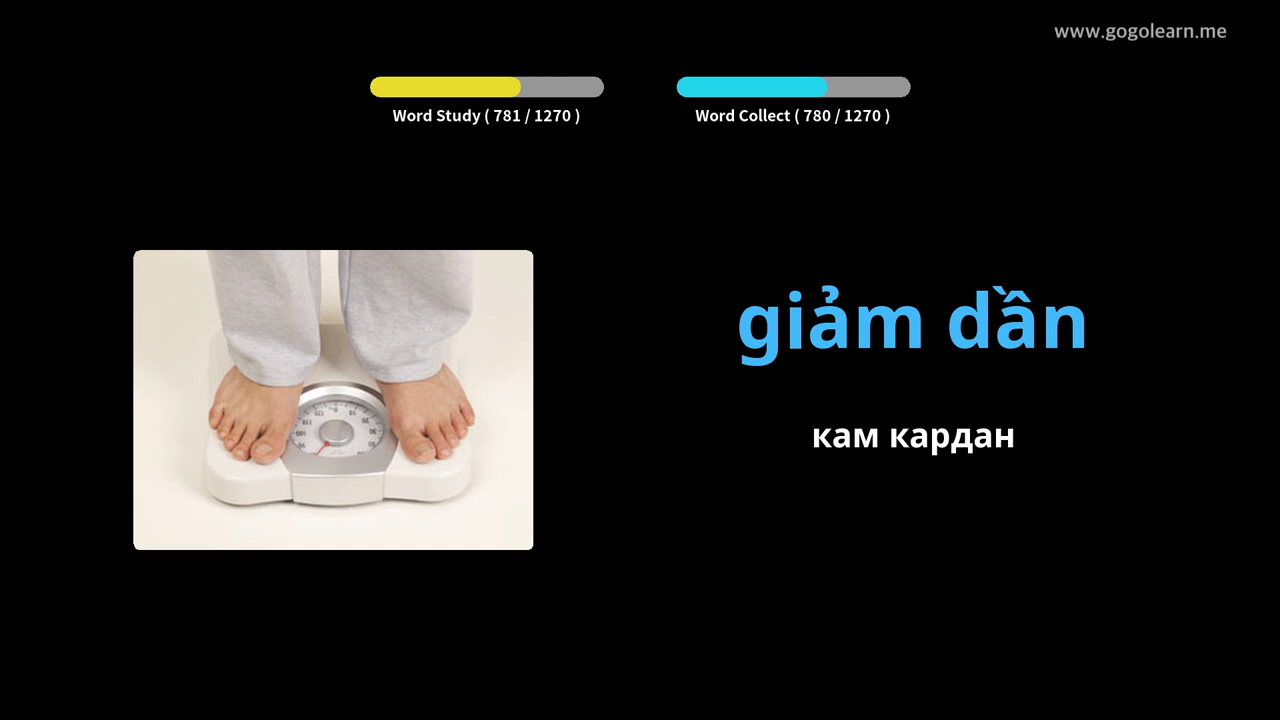 www.gogolearn.me
Word Study ( 781 / 1270 )
Word Collect ( 780 / 1270 )
giảm dần
кам кардан